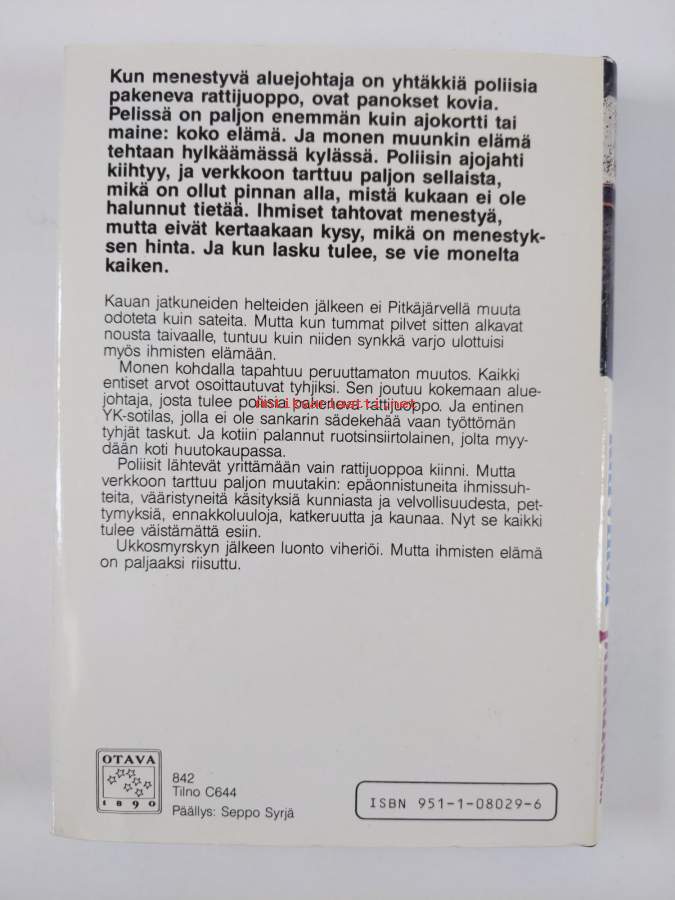 Kun menestyvä aluejohtaja on yhtäkkiä poliisia
pakeneva rattijuoppo, ovat panokset kovia.
Pelissä on paljon enemmän kuin ajokortti tai
maine: koko elämä. Ja monen muunkin elämä
tehtaan hylkäämässä kylässä. Poliisin ajojahti
kiihtyy, ja verkkoon tarttuu paljon sellaista,
mikä on ollut pinnan alla, mistä kukaan ei ole
halunnut tietää. Ihmiset tahtovat menestyä,
mutta eivät kertaakaan kysy, mikä on menestyk-
sen hinta. Ja kun lasku tulee, se vie monelta
kaiken.
Kauan jatkuneiden helteiden jälkeen ei Pitkäjärvellä muuta
odoteta kuin sateita. Mutta kun tummat pilvet sitten alkavat
nousta taivaalle, tuntuu kuin niiden synkkä varjo ulottuisi
myös ihmisten elämään.
Monen kohdalla tapahtuu peruuttamaton muutos. Kaikki
entiset arvot osoittautuvat tyhjiksi. Sen joutuu kokemaan alue-
johtaja, josta tulee poliisia pakeneva rattijuoppo. Ja entinen
YK-sotilas, jolla ei ole sankarin sädekehää vaan työttömän
tyhjät taskut. Ja kotiin palannut ruotsinsiirtolainen, jolta myy-
dään koti huutokaupassa.
Poliisit lähtevät yrittämään vain rattijuoppoa kiinni. Mutta
verkkoon tarttuu paljon muutakin: epäonnistuneita ihmissuh-
teita, vääristyneitä käsityksiä kunniasta ja velvollisuudesta, pet-
tymyksiä, ennakkoluuloja, katkeruutta ja kaunaa. Nyt se kaikki
tulee väistämättä esiin.
Ukkosmyrskyn jälkeen luonto viheriöi. Mutta ihmisten elämä
on paljaaksi riisuttu.
OTAVA
1890
842
Tilno C644
Päällys: Seppo Syrjä
ISBN 951-1-08029-6